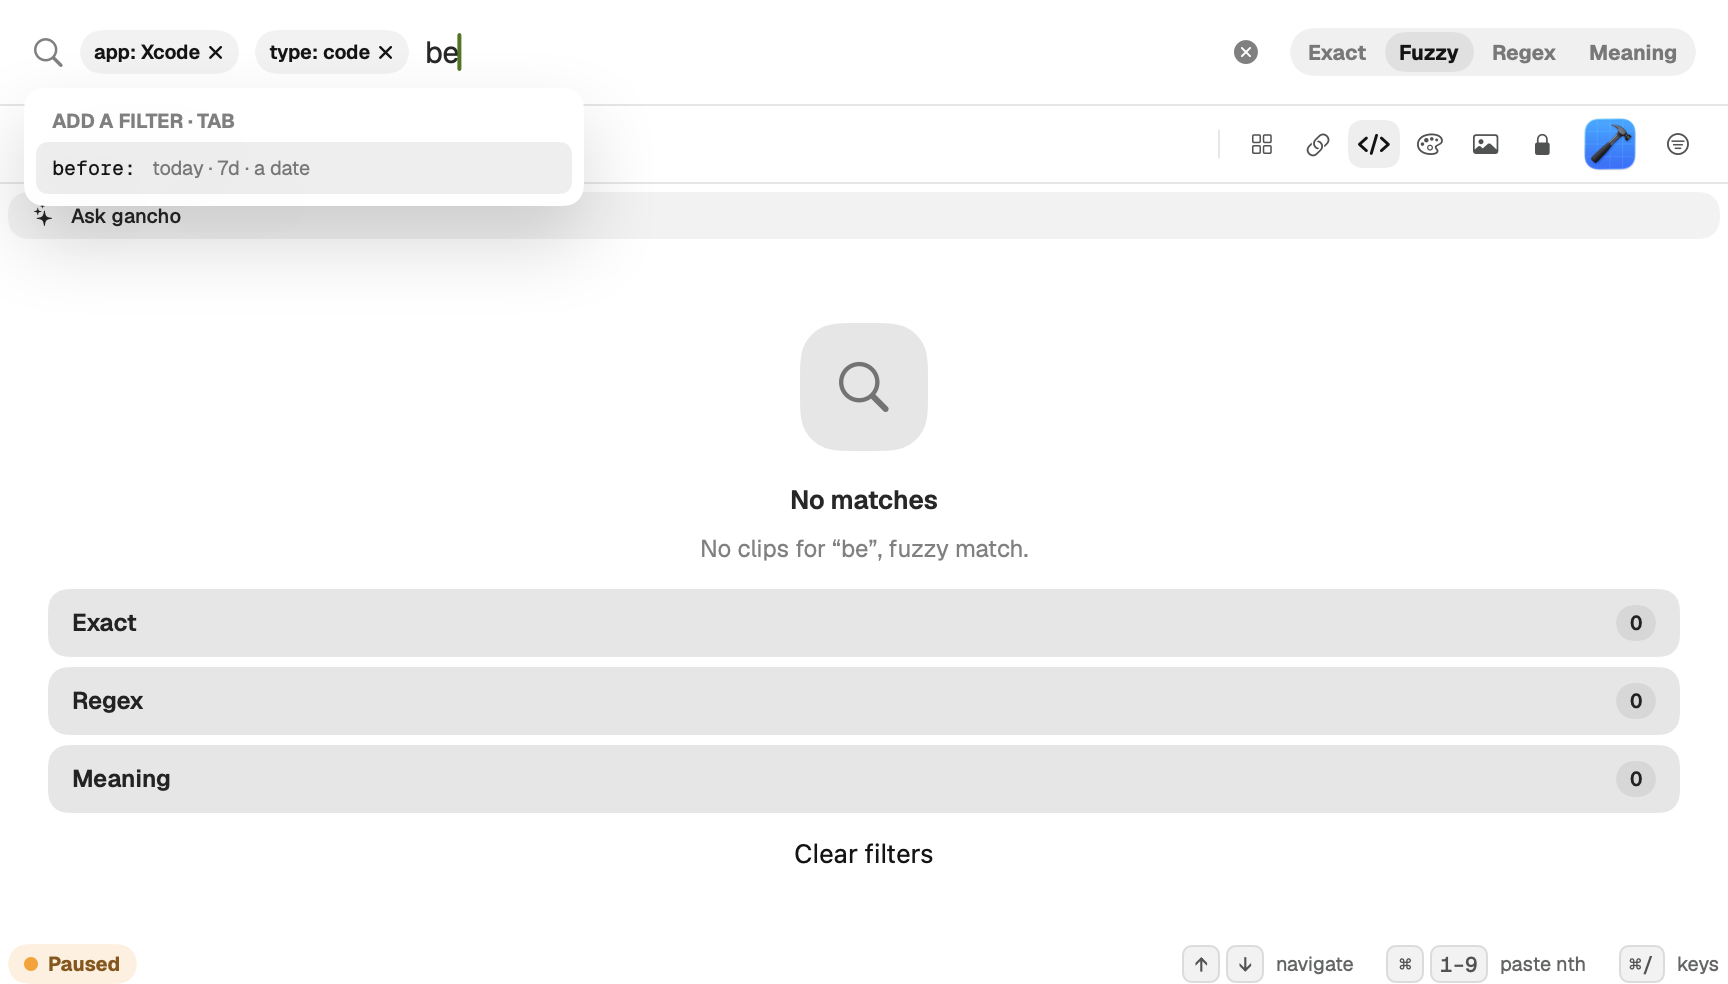 app: Xcode ✕ type: code ✕ be Exact Fuzzy Regex Meaning
ADD A FILTER · TAB
before: today · 7d · a date
Ask gancho
No matches
No clips for “be”, fuzzy match.
Exact 0
Regex 0
Meaning 0
Clear filters
Paused ↑ ↓ navigate ⌘ 1–9 paste nth ⌘/ keys